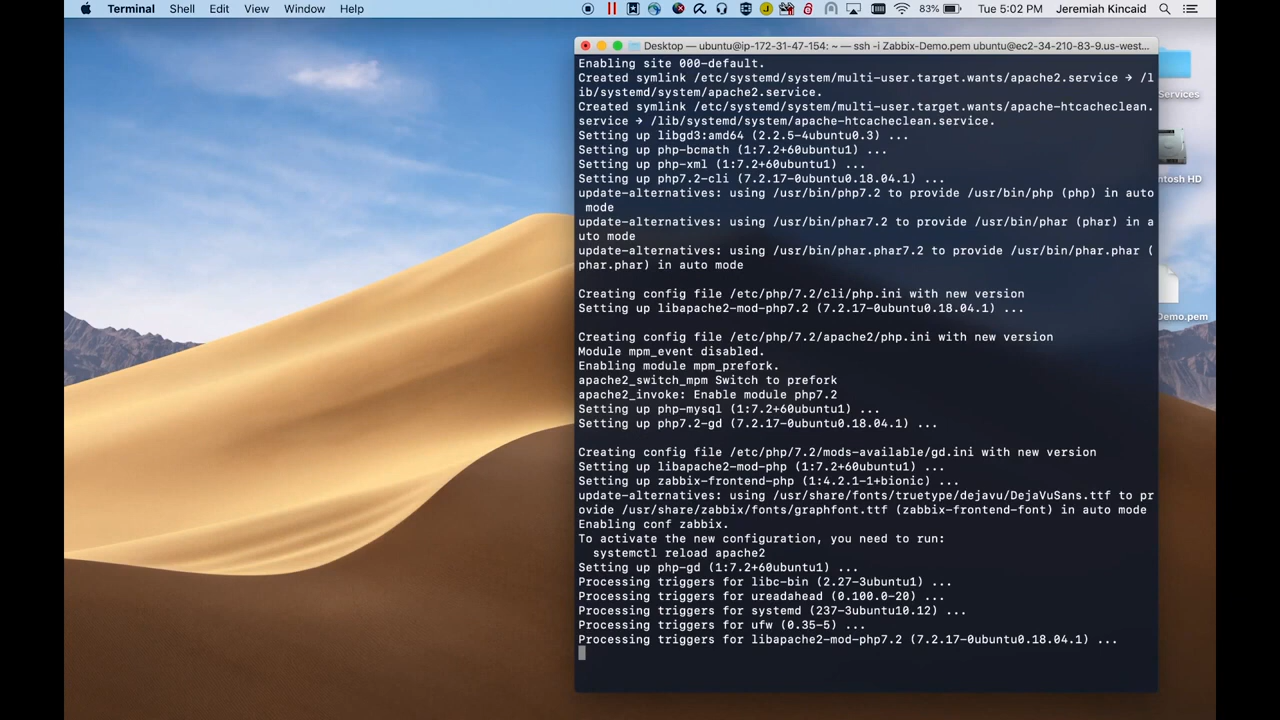 Terminal Shell Edit View Window Help 83% Tue 5:02 PM Jeremiah Kincaid
Desktop — ubuntu@ip-172-31-47-154: ~ — ssh -i Zabbix-Demo.pem ubuntu@ec2-34-210-83-9.us-west...
Enabling site 000-default.
Created symlink /etc/systemd/system/multi-user.target.wants/apache2.service → /l
ib/systemd/system/apache2.service.
Created symlink /etc/systemd/system/multi-user.target.wants/apache-htcacheclean.
service → /lib/systemd/system/apache-htcacheclean.service.
Setting up libgd3:amd64 (2.2.5-4ubuntu0.3) ...
Setting up php-bcmath (1:7.2+60ubuntu1) ...
Setting up php-xml (1:7.2+60ubuntu1) ...
Setting up php7.2-cli (7.2.17-0ubuntu0.18.04.1) ...
update-alternatives: using /usr/bin/php7.2 to provide /usr/bin/php (php) in auto
mode
update-alternatives: using /usr/bin/phar7.2 to provide /usr/bin/phar (phar) in a
uto mode
update-alternatives: using /usr/bin/phar.phar7.2 to provide /usr/bin/phar.phar (
phar.phar) in auto mode
Creating config file /etc/php/7.2/cli/php.ini with new version
Setting up libapache2-mod-php7.2 (7.2.17-0ubuntu0.18.04.1) ...
Creating config file /etc/php/7.2/apache2/php.ini with new version
Module mpm_event disabled.
Enabling module mpm_prefork.
apache2_switch_mpm Switch to prefork
apache2_invoke: Enable module php7.2
Setting up php-mysql (1:7.2+60ubuntu1) ...
Setting up php7.2-gd (7.2.17-0ubuntu0.18.04.1) ...
Creating config file /etc/php/7.2/mods-available/gd.ini with new version
Setting up libapache2-mod-php (1:7.2+60ubuntu1) ...
Setting up zabbix-frontend-php (1:4.2.1-1+bionic) ...
update-alternatives: using /usr/share/fonts/truetype/dejavu/DejaVuSans.ttf to pr
ovide /usr/share/zabbix/fonts/graphfont.ttf (zabbix-frontend-font) in auto mode
Enabling conf zabbix.
To activate the new configuration, you need to run:
systemctl reload apache2
Setting up php-gd (1:7.2+60ubuntu1) ...
Processing triggers for libc-bin (2.27-3ubuntu1) ...
Processing triggers for ureadahead (0.100.0-20) ...
Processing triggers for systemd (237-3ubuntu10.12) ...
Processing triggers for ufw (0.35-5) ...
Processing triggers for libapache2-mod-php7.2 (7.2.17-0ubuntu0.18.04.1) ...
Services
ntosh HD
Demo.pem